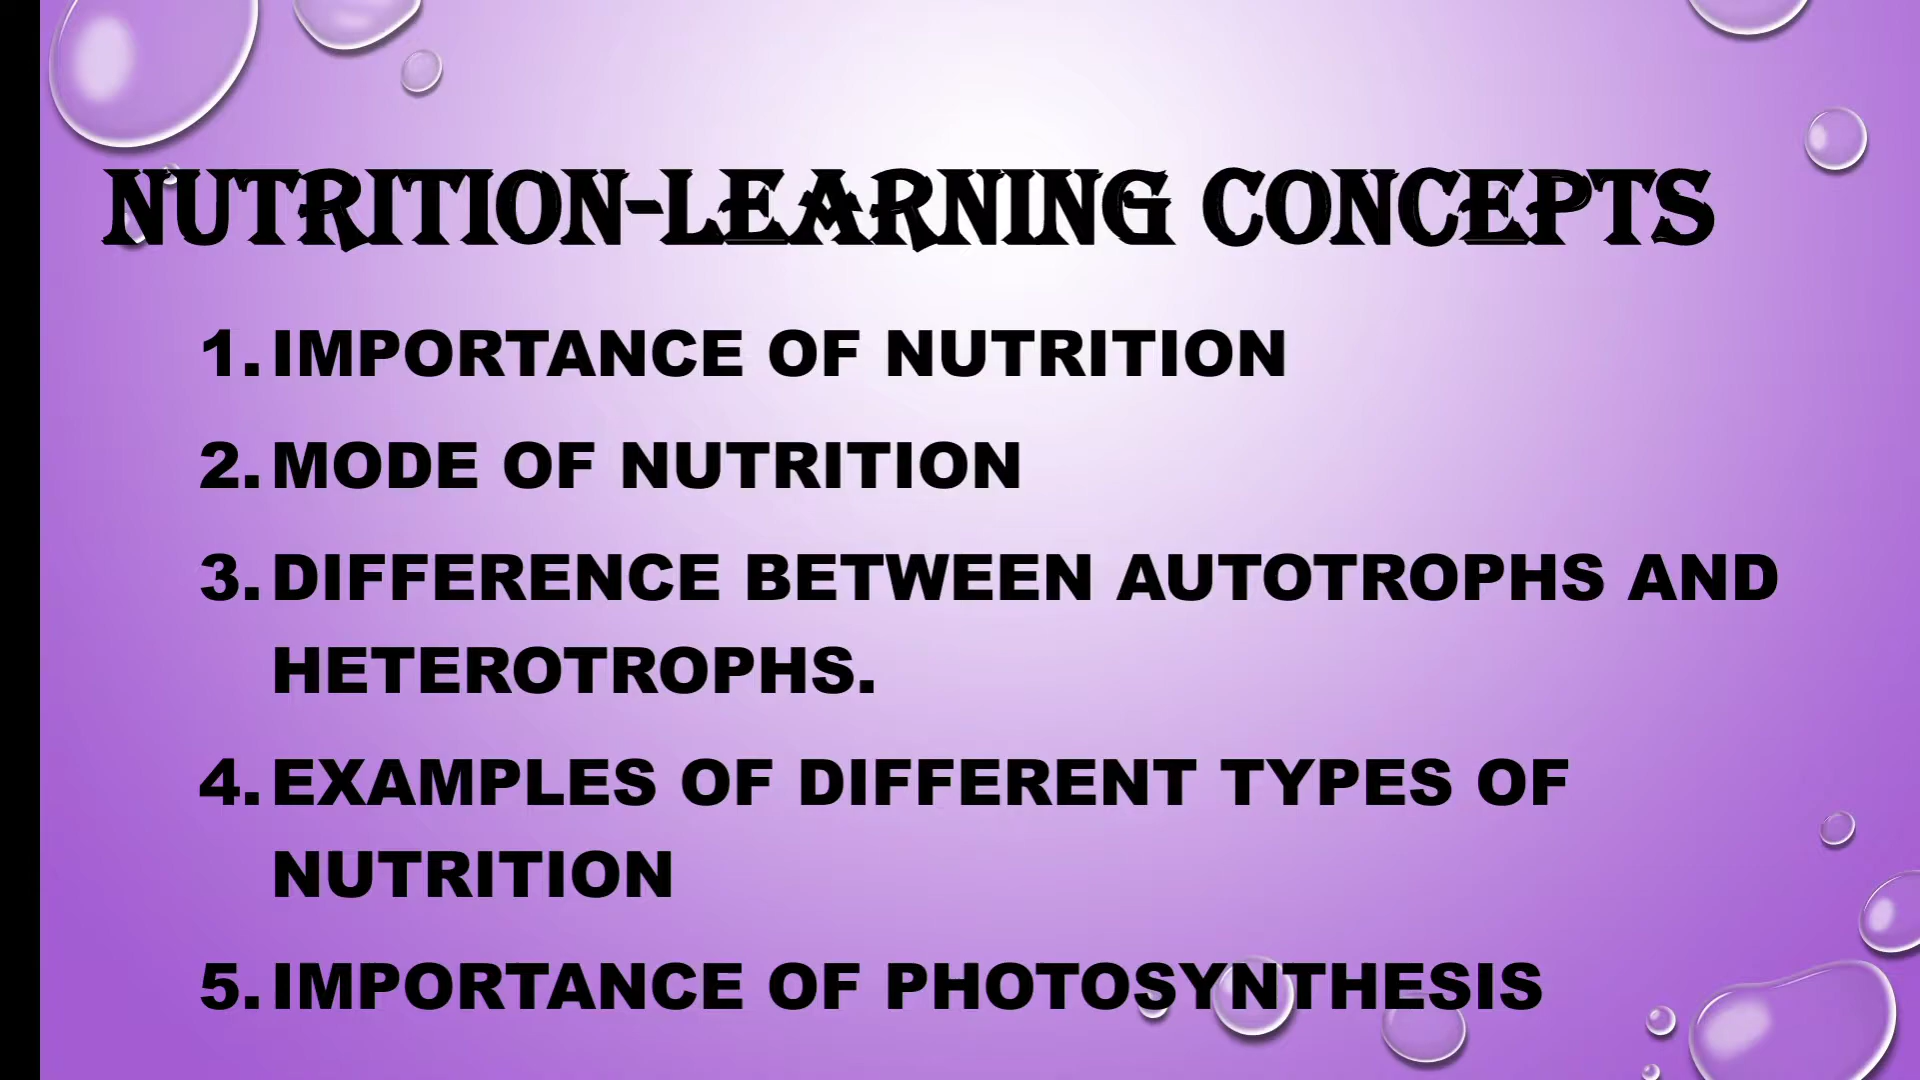 NUTRITION-LEARNING CONCEPTS
1. IMPORTANCE OF NUTRITION
2. MODE OF NUTRITION
3. DIFFERENCE BETWEEN AUTOTROPHS AND
HETEROTROPHS.
4. EXAMPLES OF DIFFERENT TYPES OF
NUTRITION
5. IMPORTANCE OF PHOTOSYNTHESIS